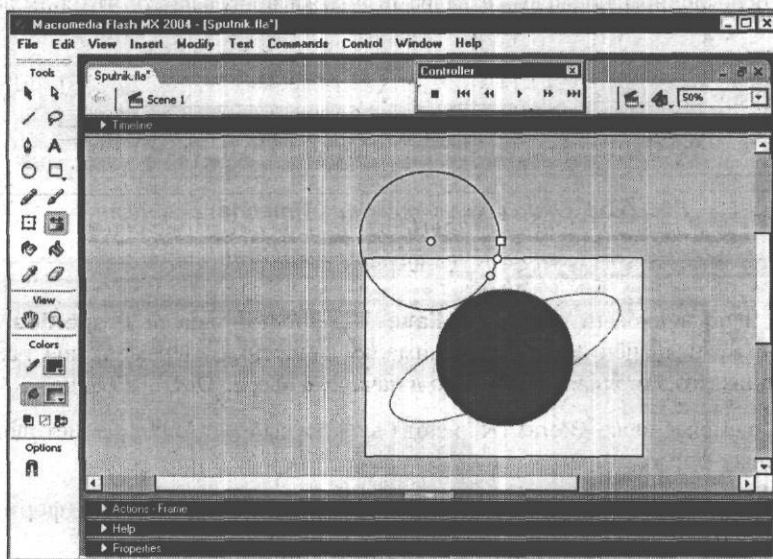 Macromedia Flash MX 2004 - [Sputnik.fla*]
File Edit View Insert Modify Text Commands Control Window Help
Tools
Sputnik.fla*
Controller
Scene 1
50%
Timeline
A
View
Colors
Options
Actions - Frame
Help
Properties